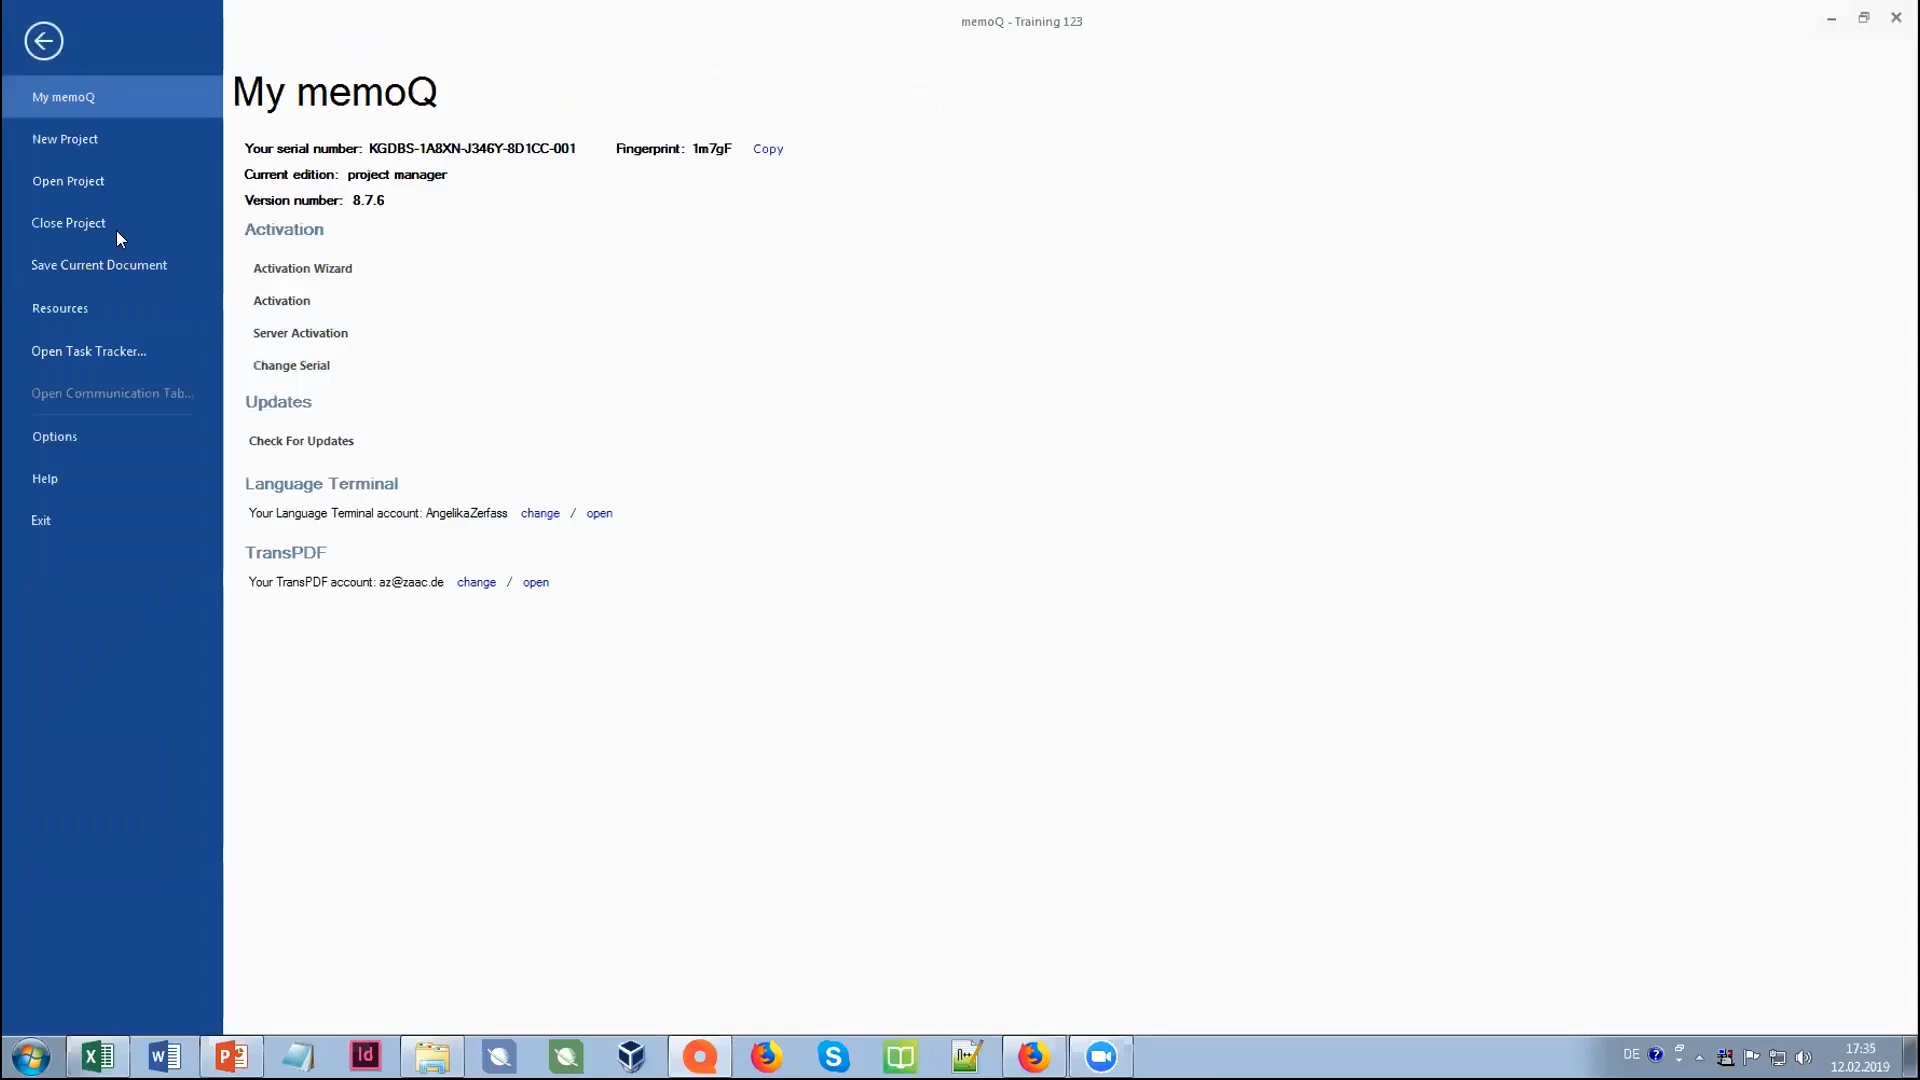 memoQ - Training 123
My memoQ
New Project
Open Project
Close Project
Save Current Document
Resources
Open Task Tracker...
Open Communication Tab...
Options
Help
Exit
My memoQ
Your serial number: KGDBS-1A8XN-J346Y-8D1CC-001 Fingerprint: 1m7gF Copy
Current edition: project manager
Version number: 8.7.6
Activation
Activation Wizard
Activation
Server Activation
Change Serial
Updates
Check For Updates
Language Terminal
Your Language Terminal account: AngelikaZerfass change / open
TransPDF
Your TransPDF account: az@zaac.de change / open
DE
17:35
12.02.2019